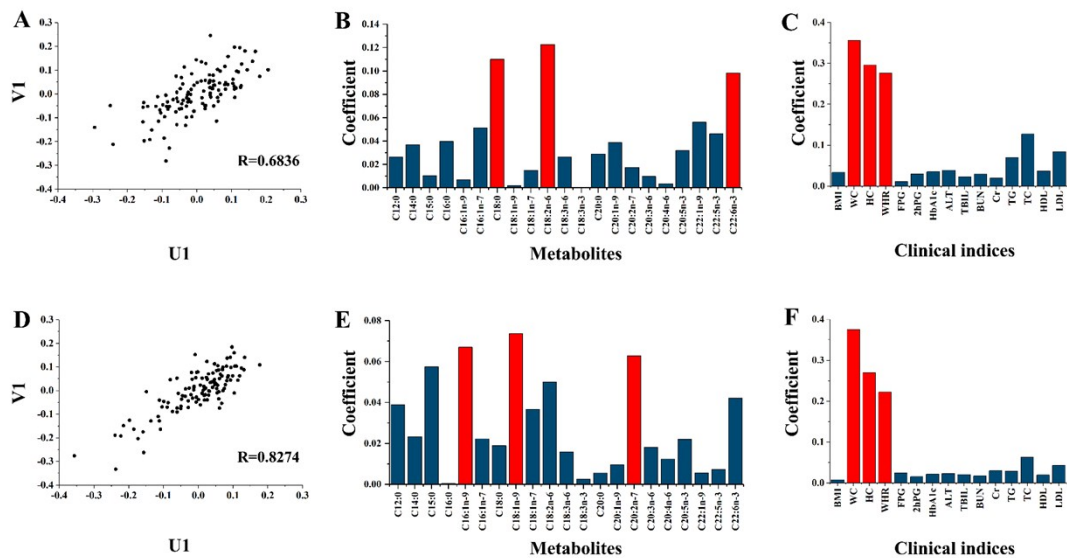 A
0.3
0.2
0.1
0.0
-0.1
-0.2
-0.3
-0.4
V1
R=0.6836
-0.4 -0.3 -0.2 -0.1 0.0 0.1 0.2 0.3
U1
B
0.14
0.12
0.10
0.08
0.06
0.04
0.02
0.00
Coefficient
C12:0 C14:0 C15:0 C16:0 C16:1n-9 C16:1n-7 C18:0 C18:1n-9 C18:1n-7 C18:2n-6 C18:3n-6 C18:3n-3 C20:0 C20:1n-9 C20:2n-7 C20:3n-6 C20:4n-6 C20:5n-3 C22:1n-9 C22:5n-3 C22:6n-3
Metabolites
C
0.4
0.3
0.2
0.1
0.0
Coefficient
BMI WC HC WHR FPG 2hPG HbA1c ALT TBIL BUN Cr TG TC HDL LDL
Clinical indices
D
0.3
0.2
0.1
0.0
-0.1
-0.2
-0.3
-0.4
V1
R=0.8274
-0.4 -0.3 -0.2 -0.1 0.0 0.1 0.2 0.3
U1
E
0.08
0.06
0.04
0.02
0.00
Coefficient
C12:0 C14:0 C15:0 C16:0 C16:1n-9 C16:1n-7 C18:0 C18:1n-9 C18:1n-7 C18:2n-6 C18:3n-6 C18:3n-3 C20:0 C20:1n-9 C20:2n-7 C20:3n-6 C20:4n-6 C20:5n-3 C22:1n-9 C22:5n-3 C22:6n-3
Metabolites
F
0.4
0.3
0.2
0.1
0.0
Coefficient
BMI WC HC WHR FPG 2hPG HbA1c ALT TBIL BUN Cr TG TC HDL LDL
Clinical indices